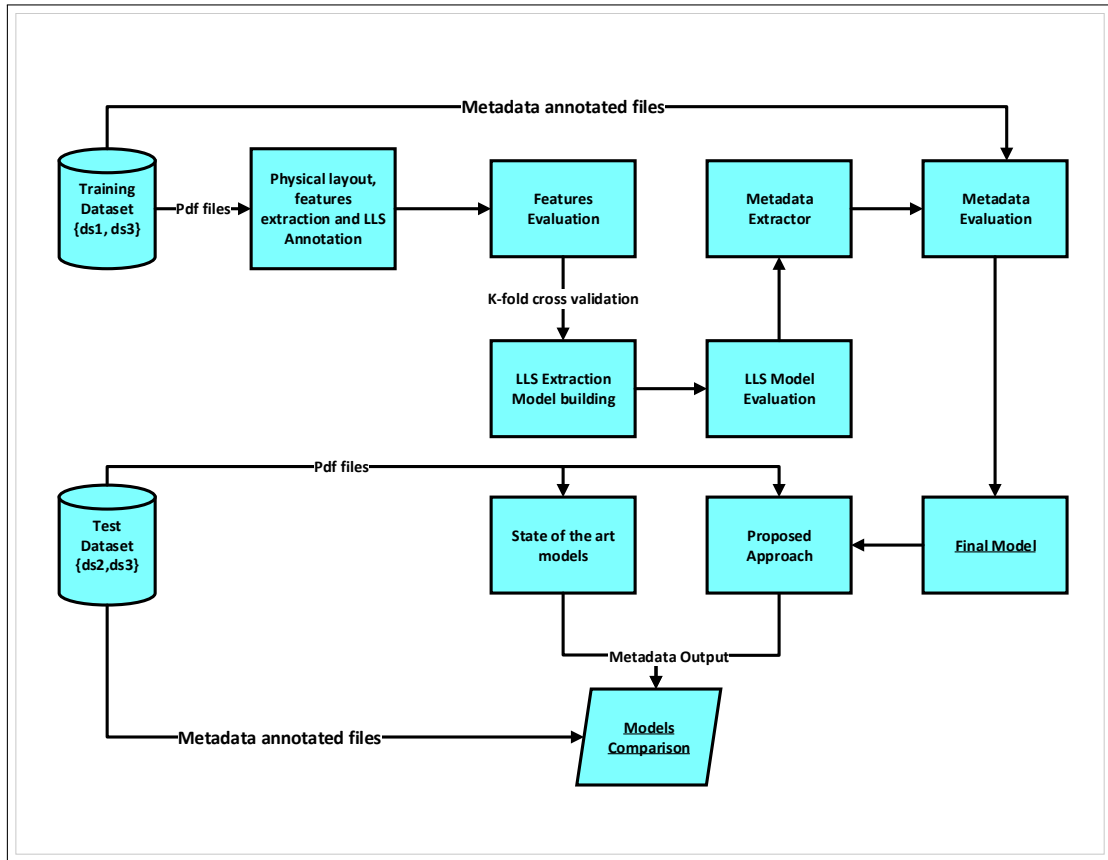 Metadata annotated files
Training
Dataset
{ds1, ds3}
Pdf files
Physical layout,
features
extraction and LLS
Annotation
Features
Evaluation
Metadata
Extractor
Metadata
Evaluation
K-fold cross validation
LLS Extraction
Model building
LLS Model
Evaluation
Pdf files
Test
Dataset
{ds2,ds3}
State of the art
models
Proposed
Approach
Final Model
Metadata Output
Metadata annotated files
Models
Comparison